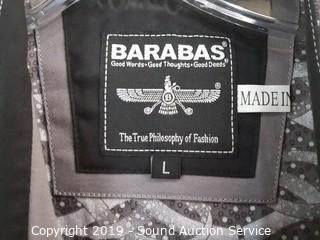 BARABAS®
Good Words • Good Thoughts • Good Deeds
B
The True Philosophy of Fashion
MADE IN
L
Copyright 2019 - Sound Auction Service